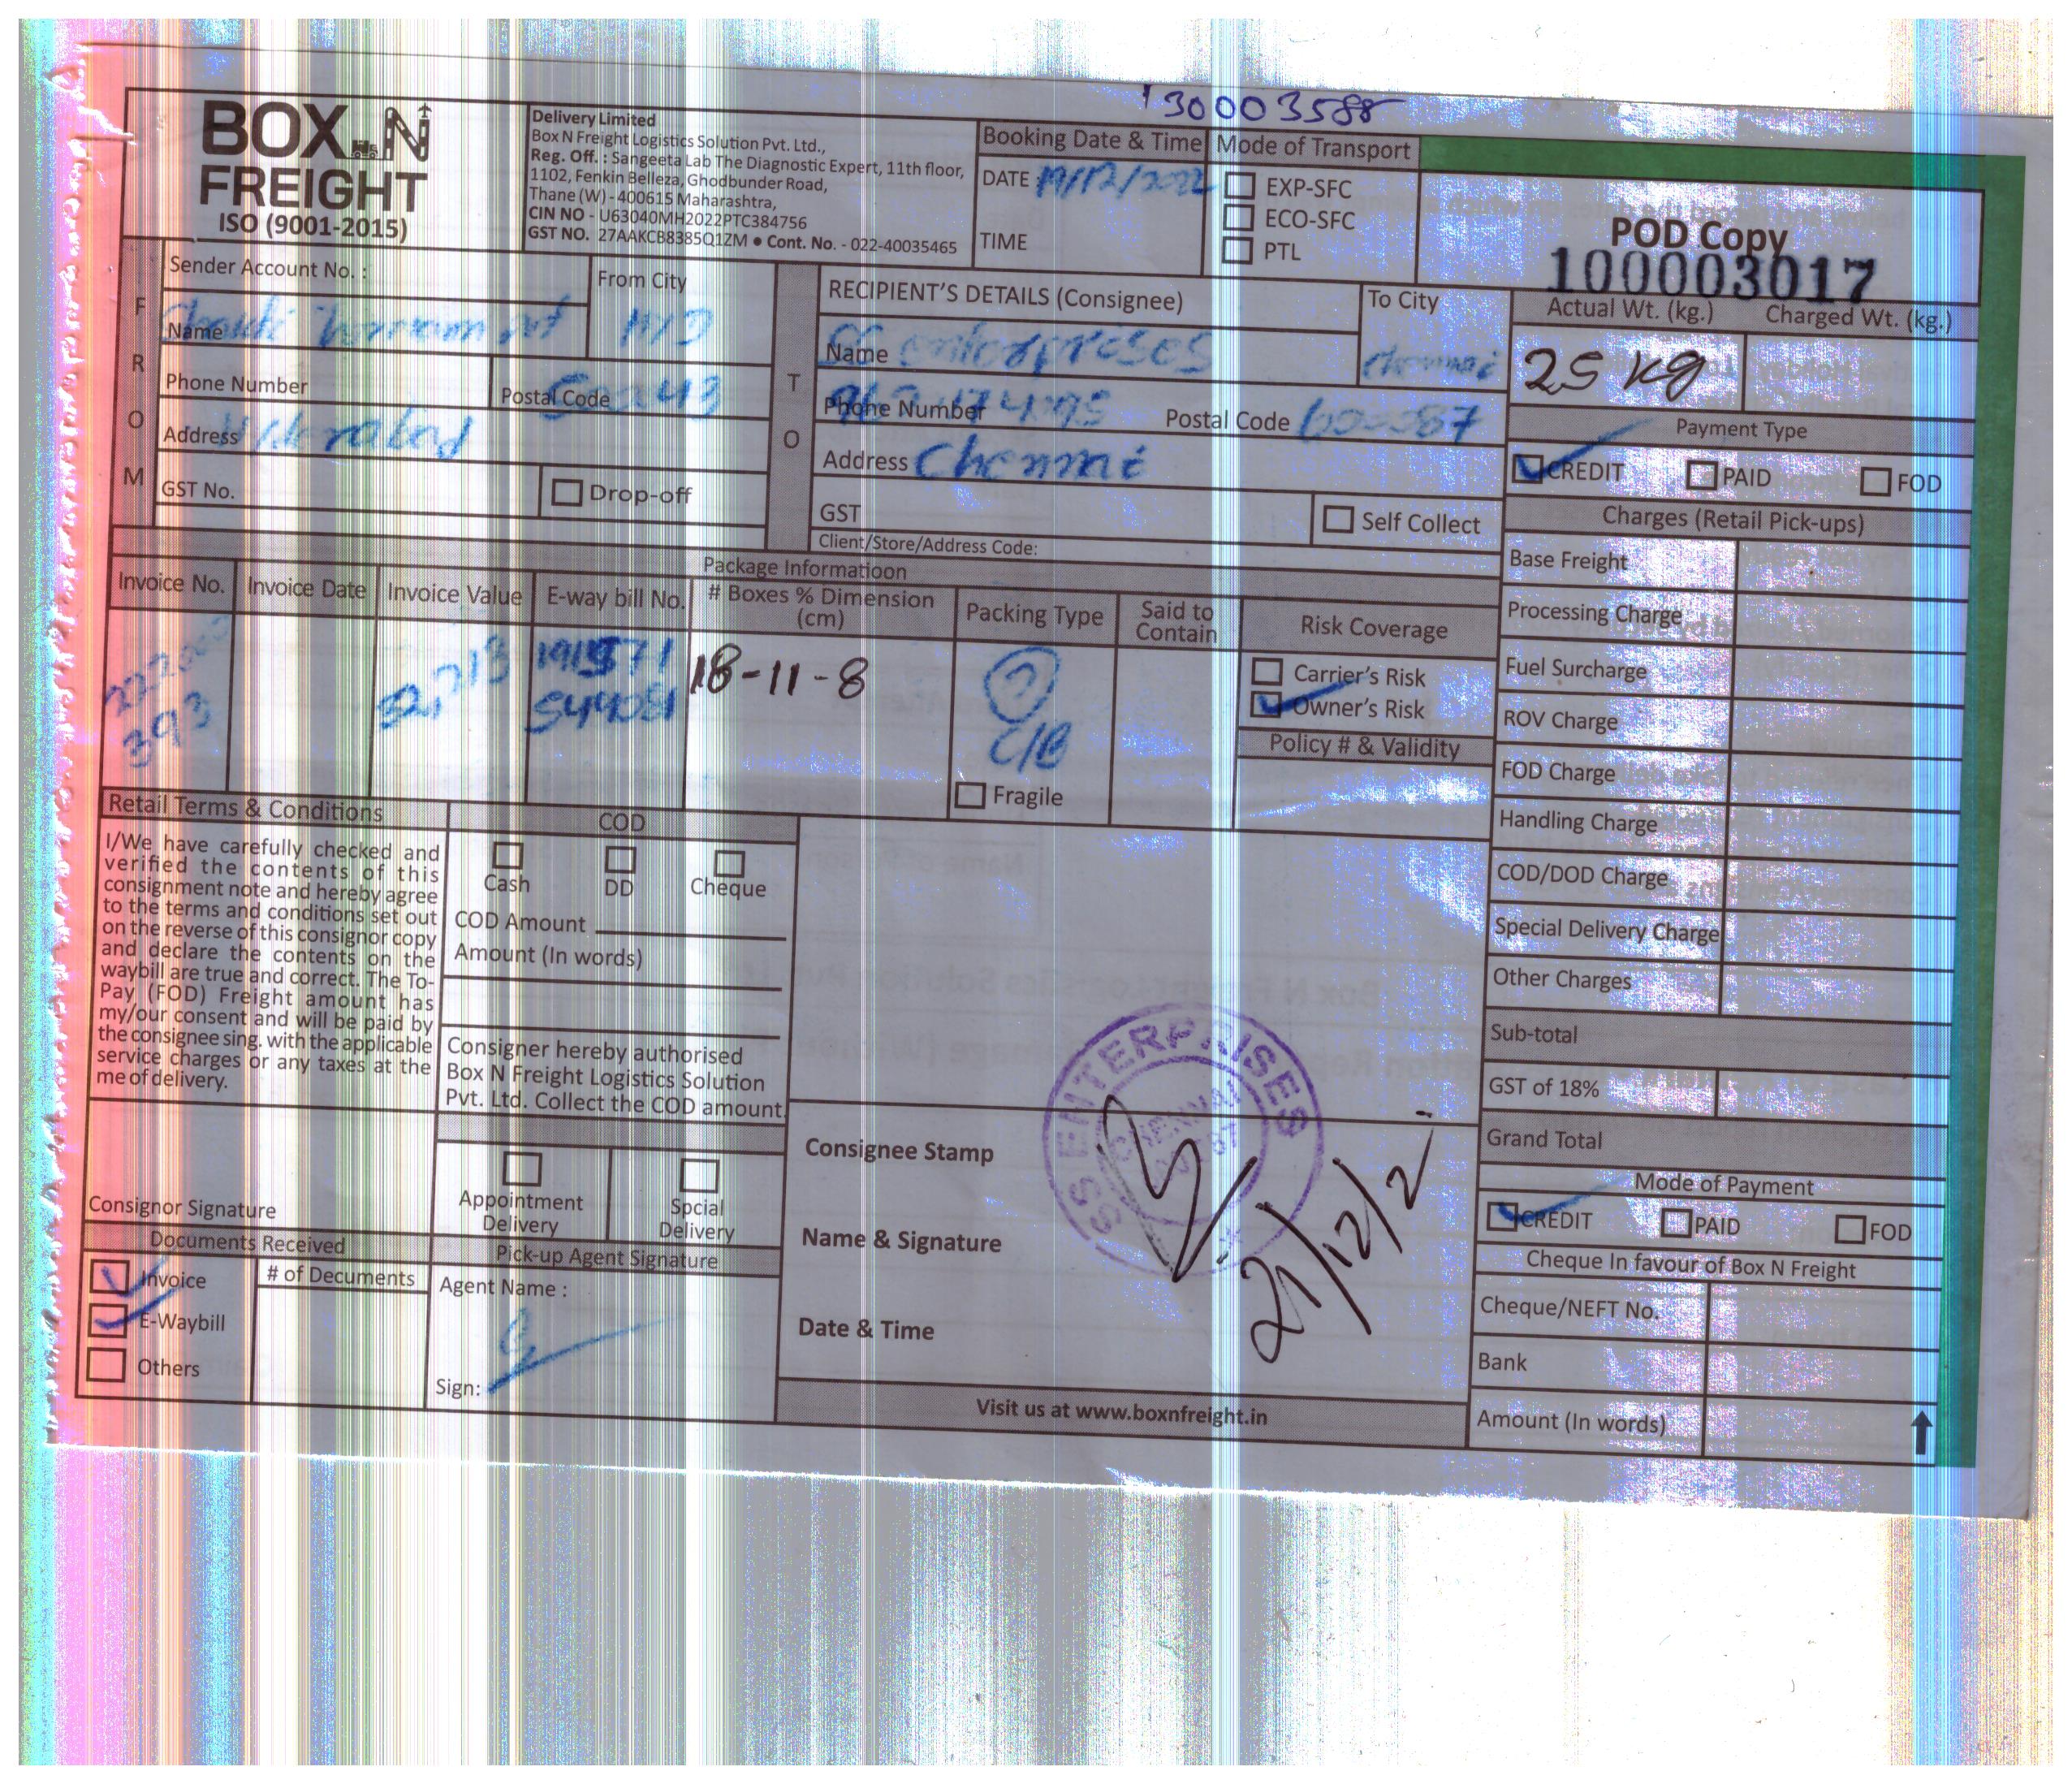 130003588
BOX N
FREIGHT
ISO (9001-2015)
Delivery Limited
Box N Freight Logistics Solution Pvt. Ltd.,
Reg. Off. : Sangeeta Lab The Diagnostic Expert, 11th floor,
1102, Fenkin Belleza, Ghodbunder Road,
Thane (W) - 400615 Maharashtra,
CIN NO - U63040MH2022PTC384756
GST NO. 27AAKCB8385Q1ZM ● Cont. No. - 022-40035465
Booking Date & Time
DATE 19/12/2022
TIME
Mode of Transport
EXP-SFC
ECO-SFC
PTL
POD Copy
100003017
FROM
Sender Account No. :
From City
Name
Phone Number
Postal Code 500043
Address Hyderabad
GST No.
Drop-off
TO
RECIPIENT'S DETAILS (Consignee)
To City
Name SS enterprises
Chennai
Phone Number
Postal Code 600087
Address Chennai
GST
Self Collect
Client/Store/Address Code:
Actual Wt. (kg.) Charged Wt. (kg.)
25 kg
Payment Type
CREDIT PAID FOD
Charges (Retail Pick-ups)
Base Freight
Processing Charge
Fuel Surcharge
ROV Charge
FOD Charge
Handling Charge
COD/DOD Charge
Special Delivery Charge
Other Charges
Sub-total
GST of 18%
Grand Total
Mode of Payment
CREDIT PAID FOD
Cheque In favour of Box N Freight
Cheque/NEFT No.
Bank
Amount (In words)
Package Informatioon
Invoice No. Invoice Date Invoice Value E-way bill No. # Boxes % Dimension (cm) Packing Type Said to Contain Risk Coverage
393
544081
18-11-8
C/B
Fragile
Carrier's Risk
Owner's Risk
Policy # & Validity
Retail Terms & Conditions
I/We have carefully checked and
verified the contents of this
consignment note and hereby agree
to the terms and conditions set out
on the reverse of this consignor copy
and declare the contents on the
waybill are true and correct. The To-
Pay (FOD) Freight amount has
my/our consent and will be paid by
the consignee sing. with the applicable
service charges or any taxes at the
me of delivery.
Consignor Signature
COD
Cash DD Cheque
COD Amount
Amount (In words)
Consigner hereby authorised
Box N Freight Logistics Solution
Pvt. Ltd. Collect the COD amount.
Appointment Delivery
Spcial Delivery
Documents Received
Invoice
E-Waybill
Others
# of Documents
Pick-up Agent Signature
Agent Name :
Sign:
Consignee Stamp
SS ENTERPRISES
CHENNAI
Name & Signature
Date & Time
21/12/2
Visit us at www.boxnfreight.in